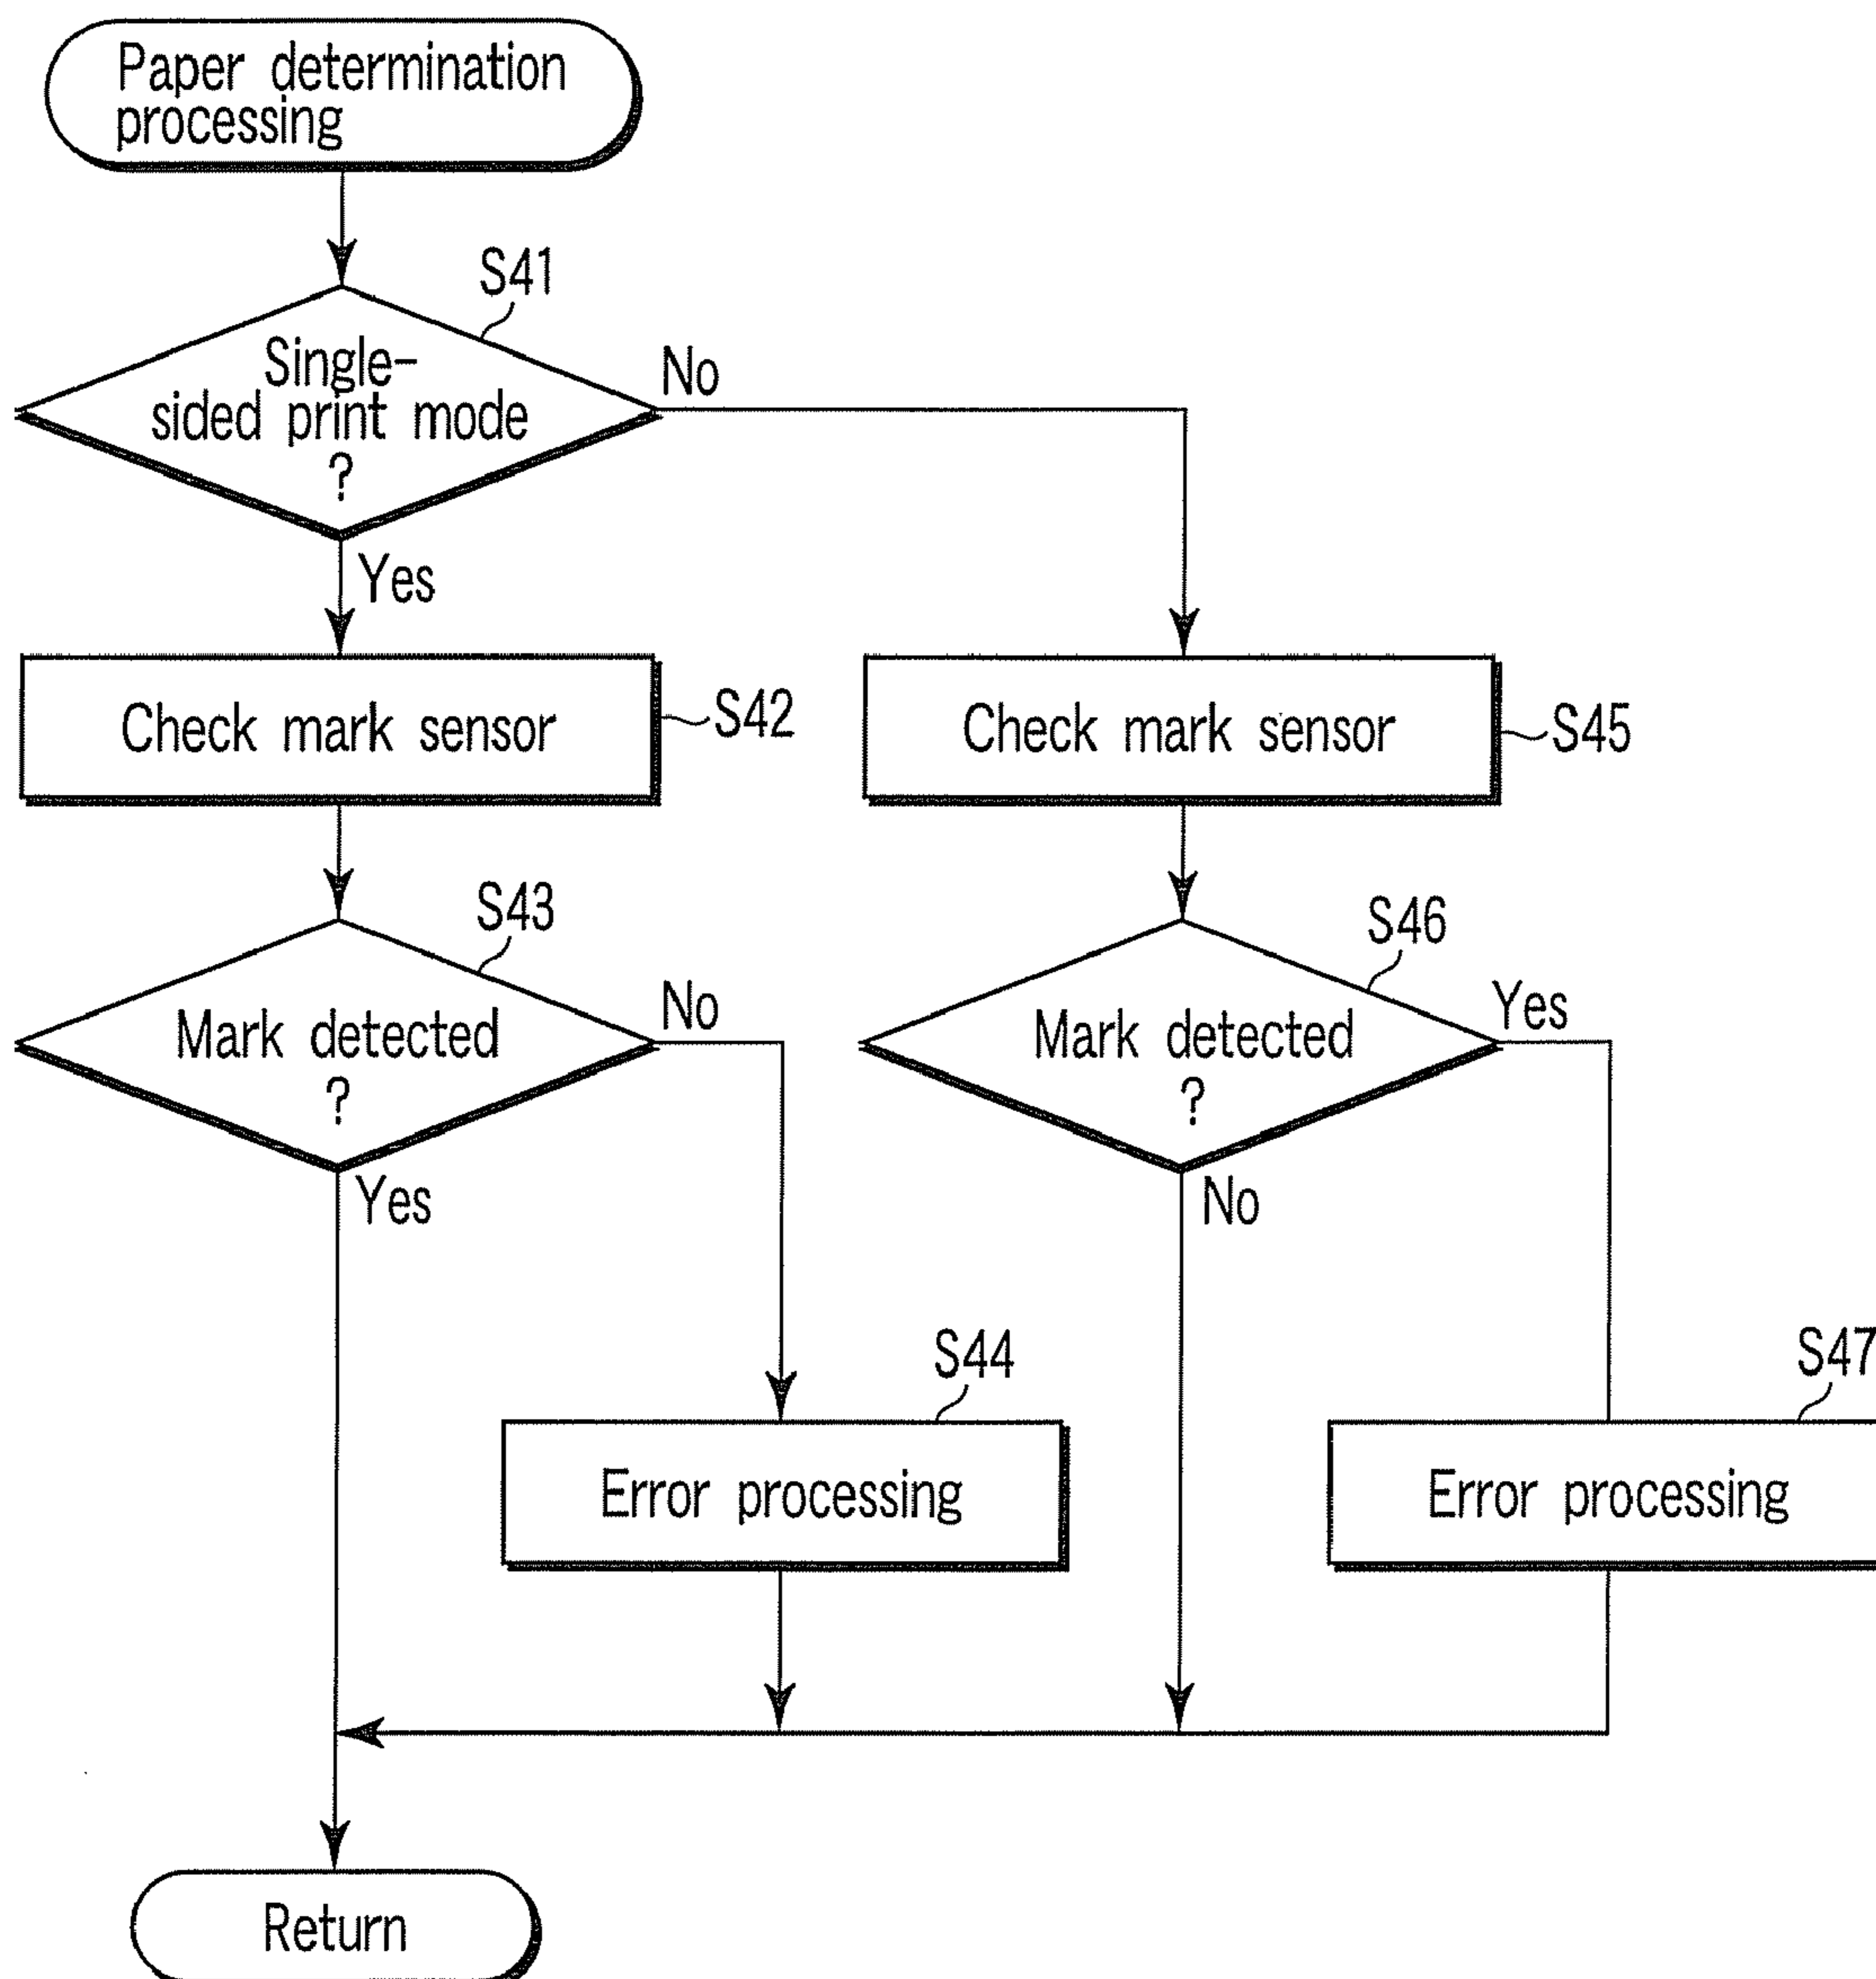 Paper determination
processing
S41
Single-
sided print mode
?
No
Yes
Check mark sensor
S42
Check mark sensor
S45
S43
Mark detected
?
No
Yes
S46
Mark detected
?
Yes
No
S44
Error processing
S47
Error processing
Return